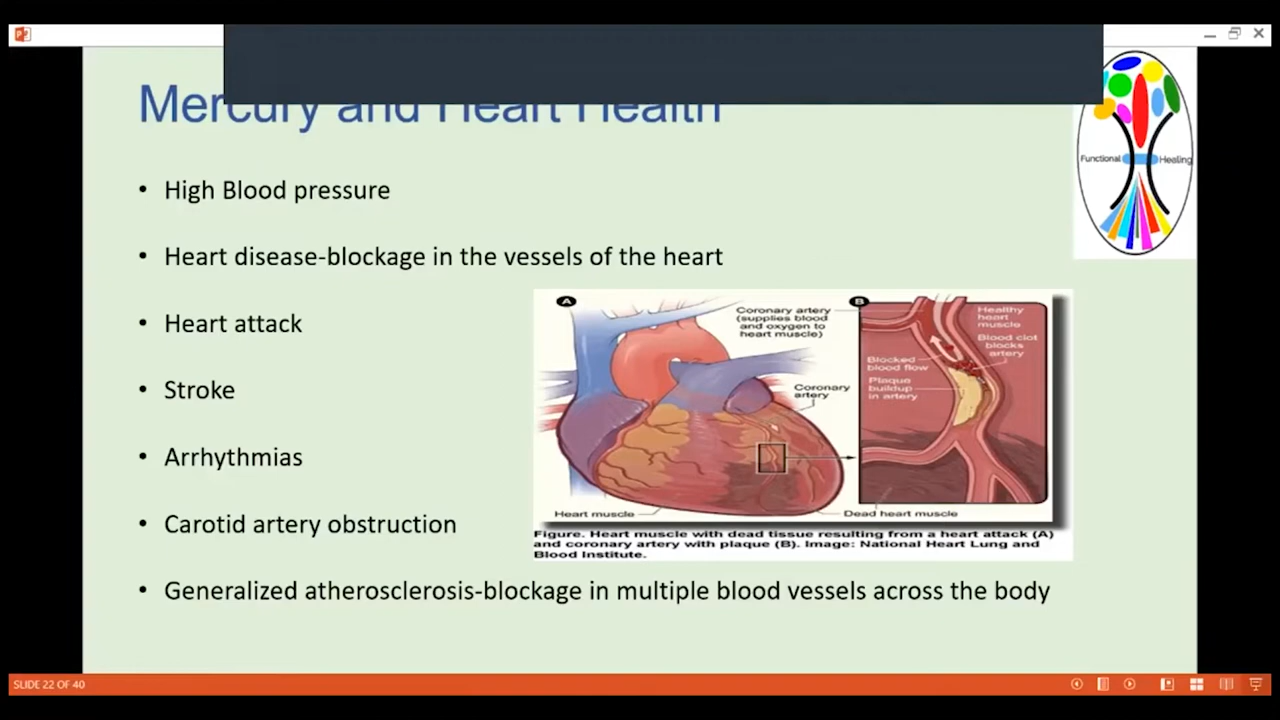 Mercury and Heart Health
Functional Healing
• High Blood pressure
• Heart disease-blockage in the vessels of the heart
• Heart attack
• Stroke
• Arrhythmias
• Carotid artery obstruction
• Generalized atherosclerosis-blockage in multiple blood vessels across the body
A
Coronary artery
(supplies blood
and oxygen to
heart muscle)
Coronary
artery
Heart muscle
Dead heart muscle
B
Healthy
heart
muscle
Blood clot
blocks
artery
Blocked
blood flow
Plaque
buildup
in artery
Figure. Heart muscle with dead tissue resulting from a heart attack (A)
and coronary artery with plaque (B). Image: National Heart Lung and
Blood Institute.
SLIDE 22 OF 40